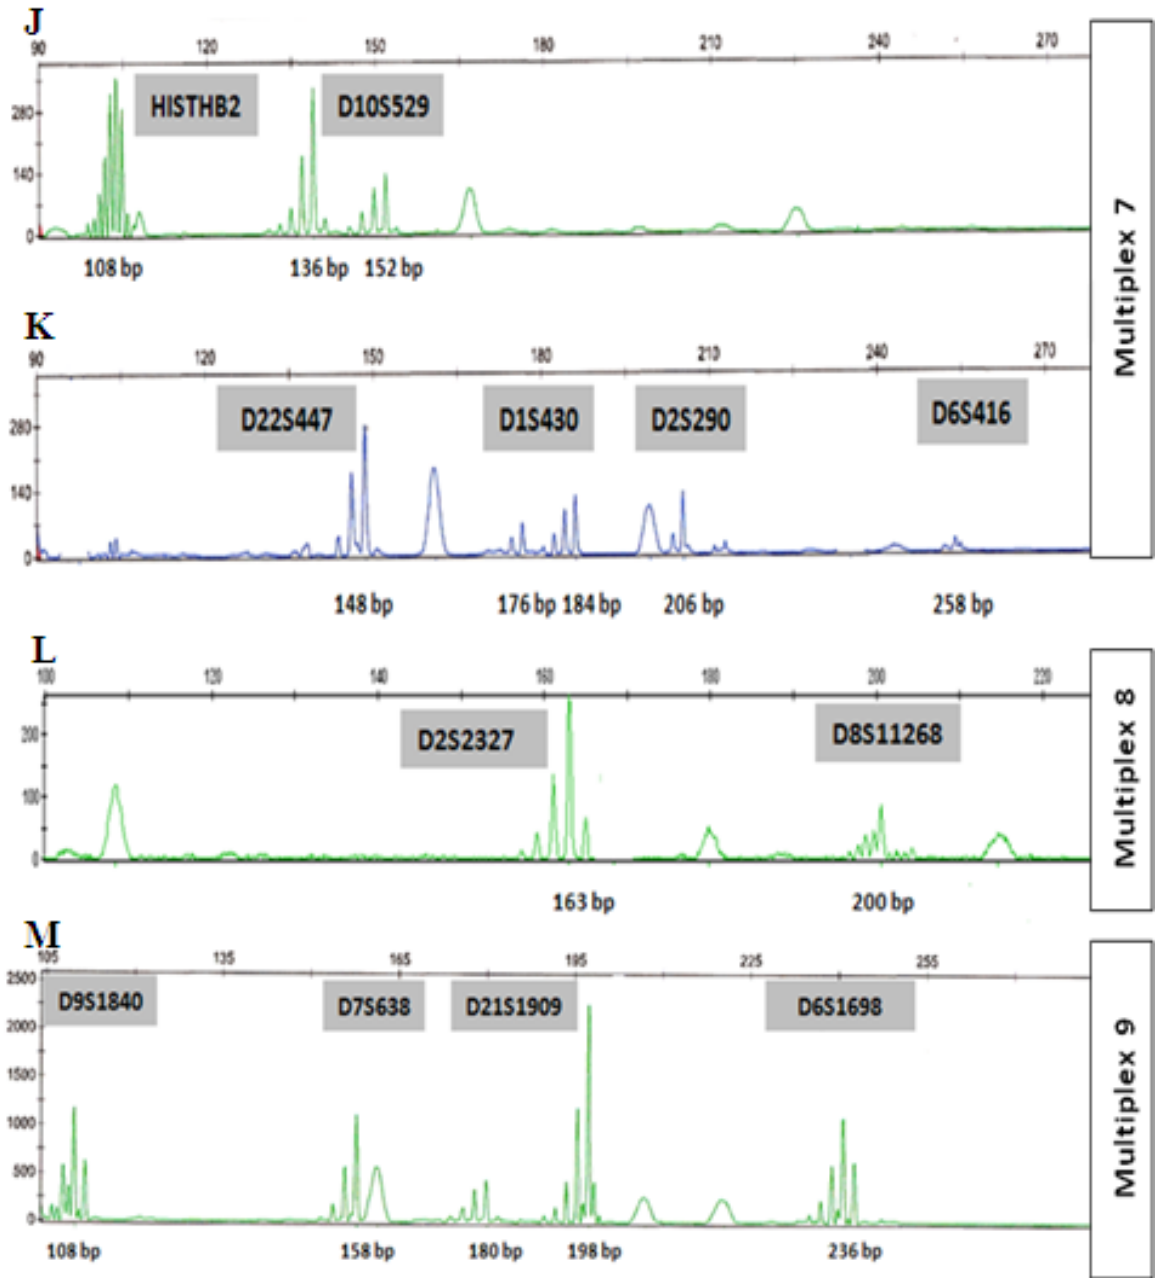 J
90 120 150 180 210 240 270
HISTHB2 D10S529
280
140
0
108 bp 136 bp 152 bp
K
90 120 150 180 210 240 270
D22S447 D1S430 D2S290 D6S416
280
140
0
148 bp 176 bp 184 bp 206 bp 258 bp
Multiplex 7
L
100 120 140 160 180 200 220
D2S2327 D8S11268
200
100
0
163 bp 200 bp
Multiplex 8
M
105 135 165 195 225 255
D9S1840 D7S638 D21S1909 D6S1698
2500
2000
1500
1000
500
0
108 bp 158 bp 180 bp 198 bp 236 bp
Multiplex 9